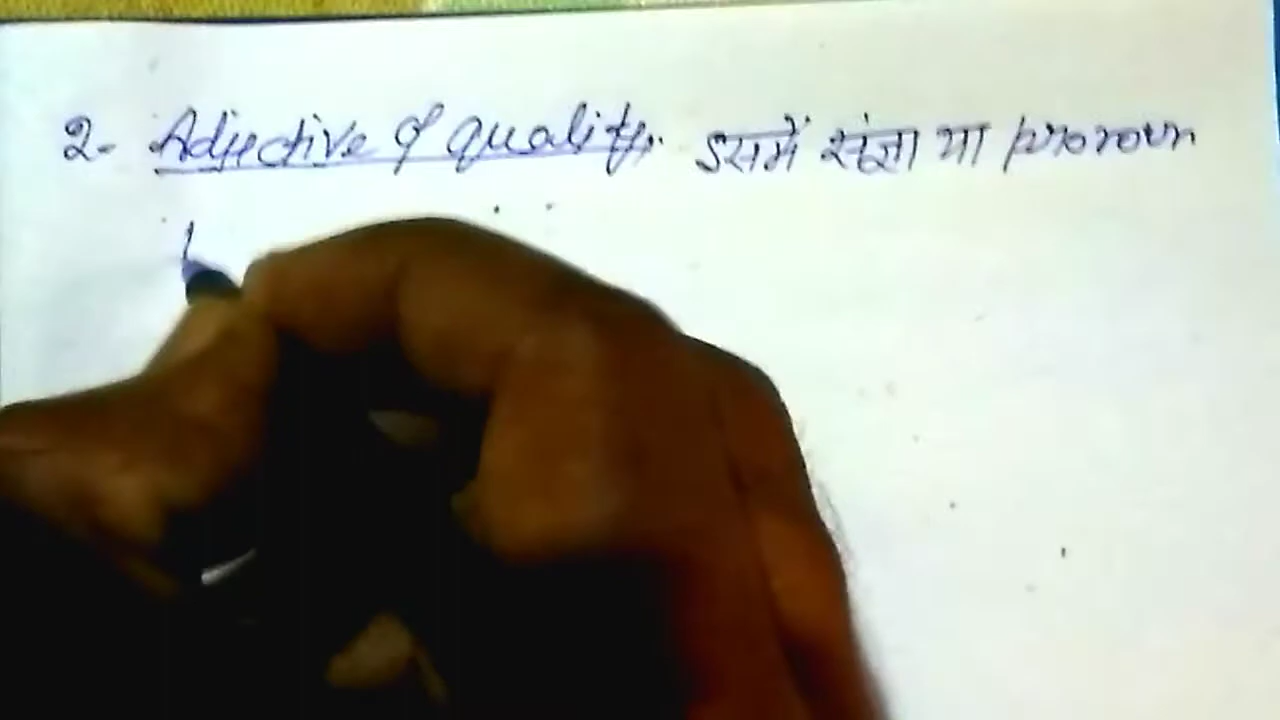 2- Adjective of quality. इसमें संज्ञा या pronoun